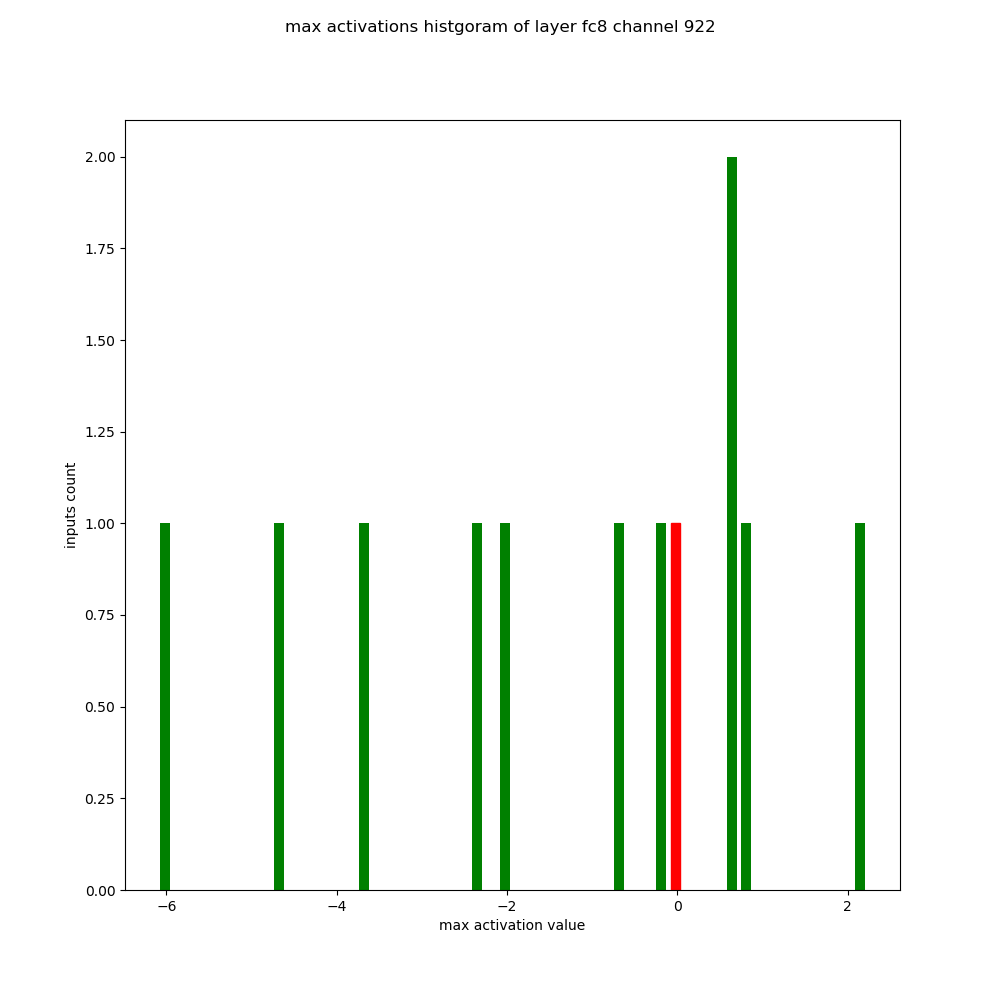 max activations histgoram of layer fc8 channel 922
2.00
1.75
1.50
1.25
1.00
0.75
0.50
0.25
0.00
inputs count
−6 −4 −2 0 2
max activation value